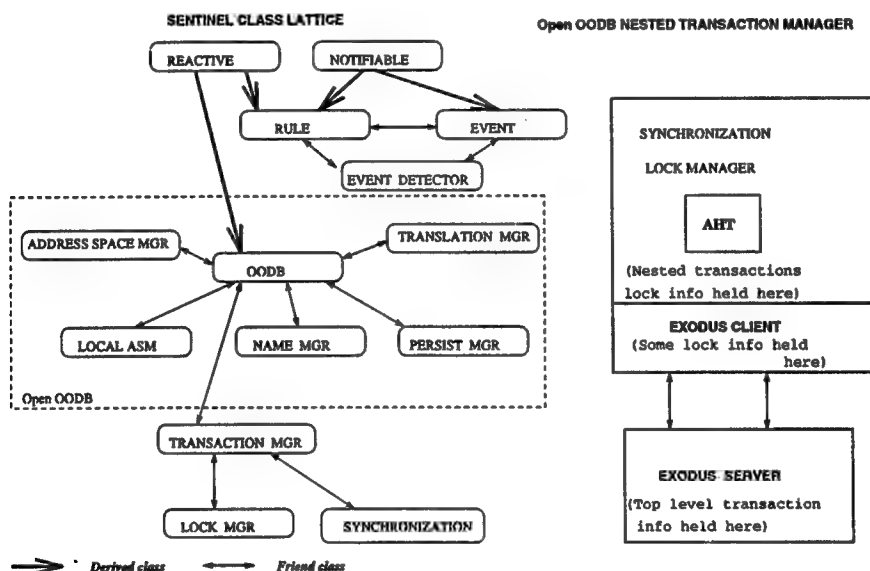 SENTINEL CLASS LATTICE
Open OODB NESTED TRANSACTION MANAGER
REACTIVE
NOTIFIABLE
RULE
EVENT
EVENT DETECTOR
ADDRESS SPACE MGR
TRANSLATION MGR
OODB
LOCAL ASM
NAME MGR
PERSIST MGR
Open OODB
TRANSACTION MGR
LOCK MGR
SYNCHRONIZATION
Derived class
Friend class
SYNCHRONIZATION
LOCK MANAGER
AHT
(Nested transactions
lock info held here)
EXODUS CLIENT
(Some lock info held
here)
EXODUS SERVER
(Top level transaction
info held here)